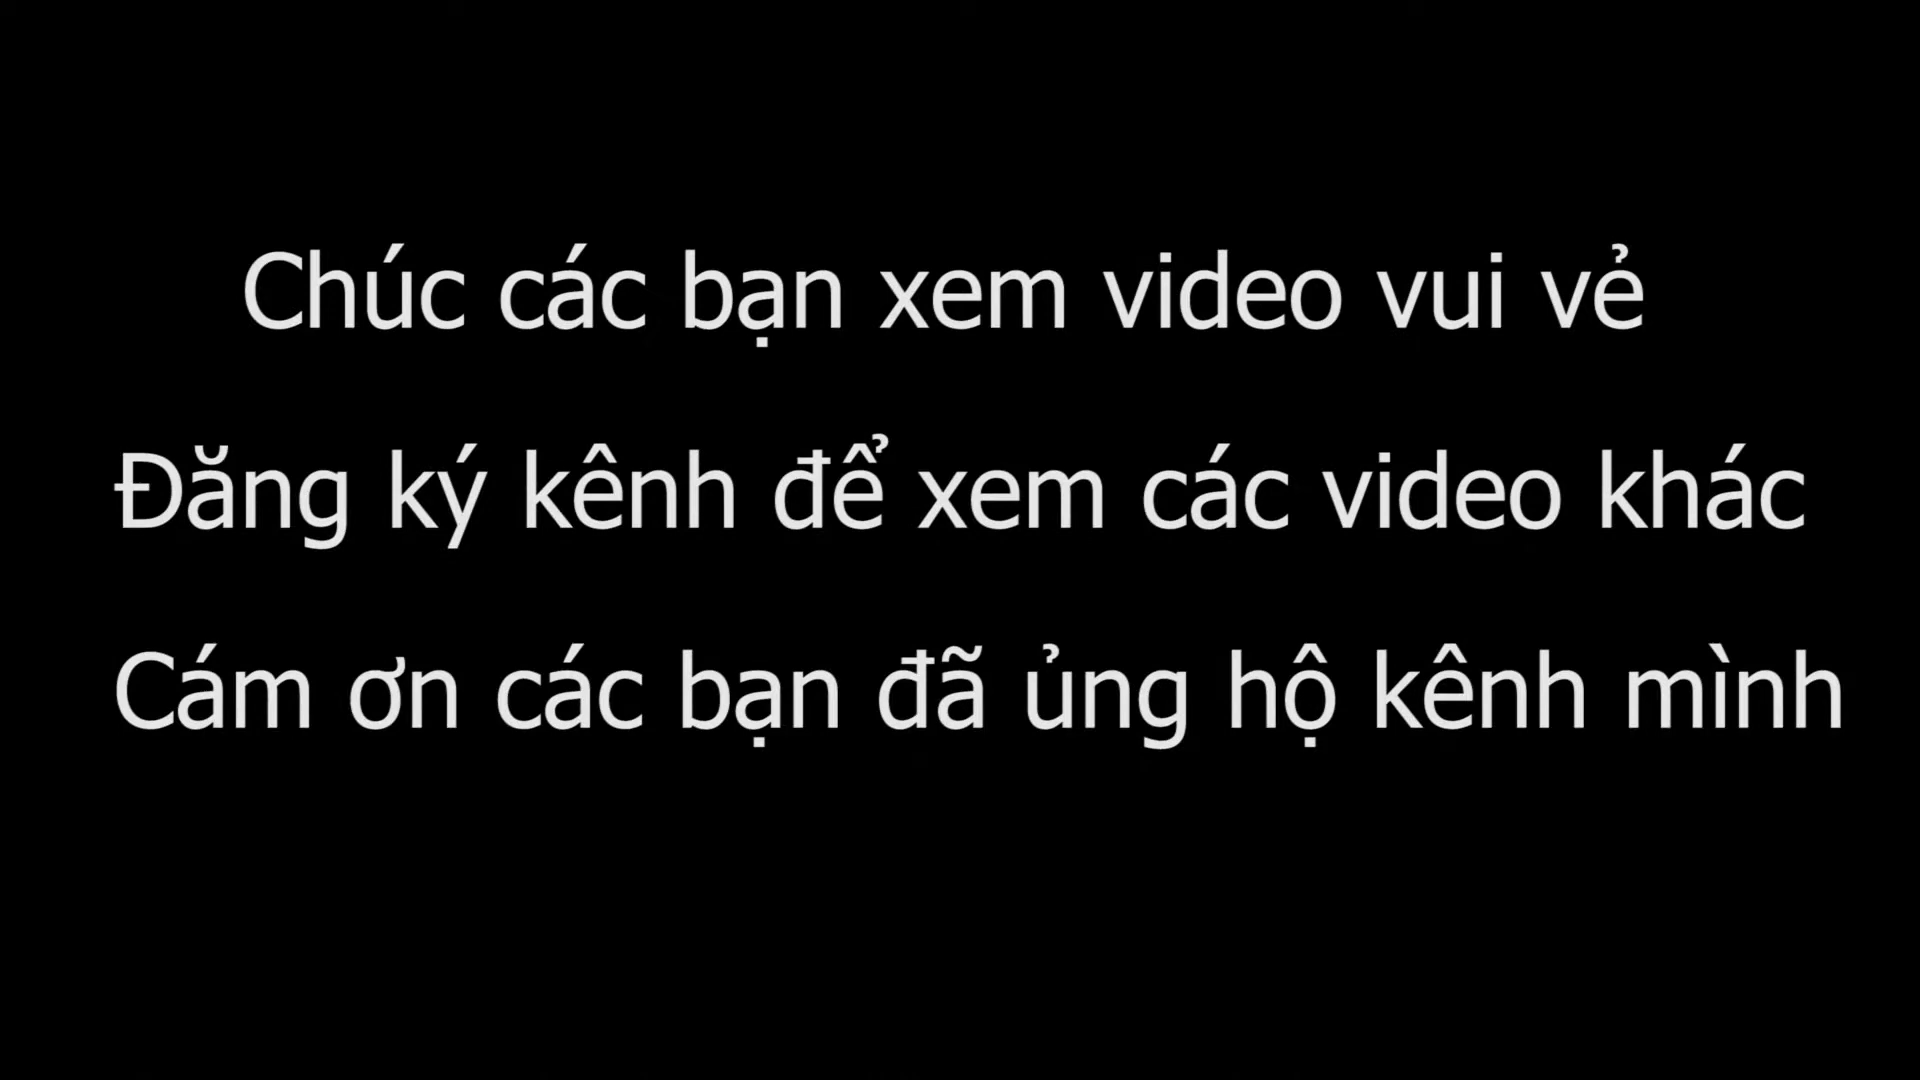 Chúc các bạn xem video vui vẻ
Đăng ký kênh để xem các video khác
Cám ơn các bạn đã ủng hộ kênh mình